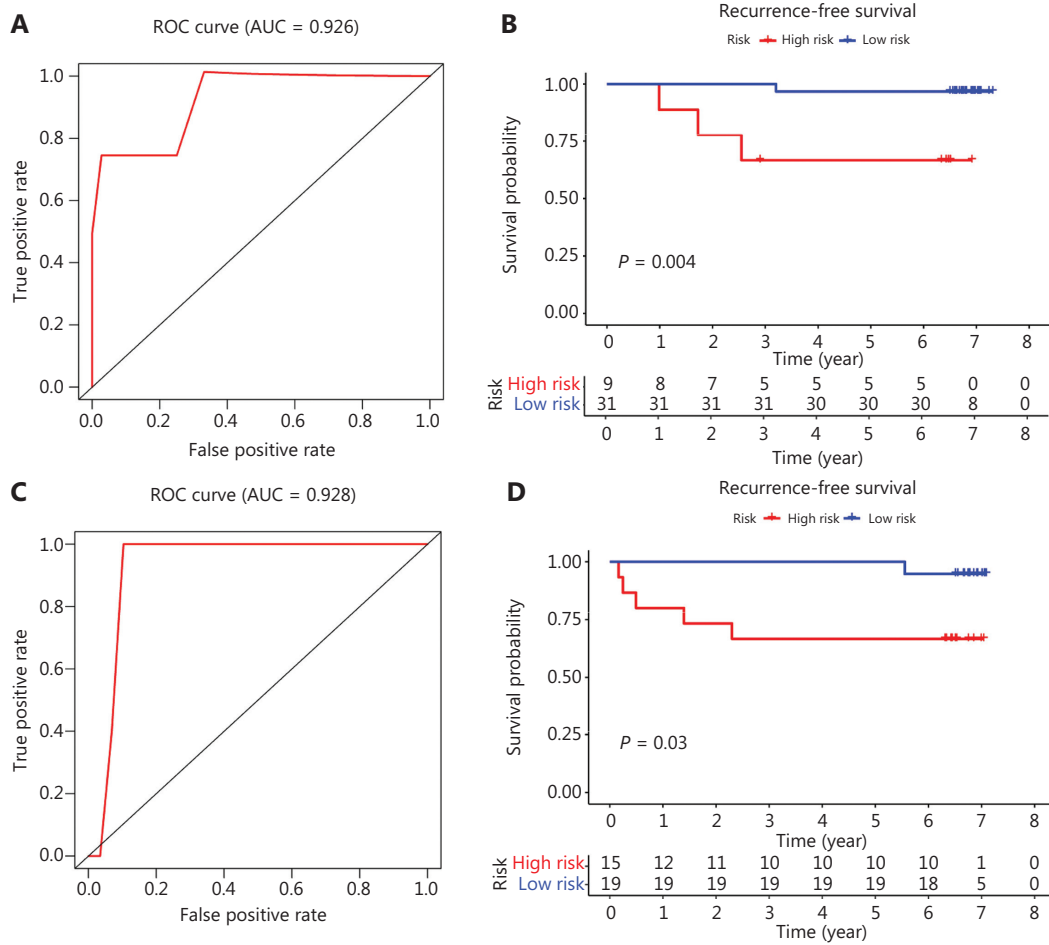 A
ROC curve (AUC = 0.926)
True positive rate
1.0
0.8
0.6
0.4
0.2
0.0
0.0 0.2 0.4 0.6 0.8 1.0
False positive rate
B
Recurrence-free survival
Risk High risk Low risk
Survival probability
1.00
0.75
0.50
0.25
0.00
P = 0.004
0 1 2 3 4 5 6 7 8
Time (year)
Risk
High risk 9 8 7 5 5 5 5 0 0
Low risk 31 31 31 31 30 30 30 8 0
0 1 2 3 4 5 6 7 8
Time (year)
C
ROC curve (AUC = 0.928)
True positive rate
1.0
0.8
0.6
0.4
0.2
0.0
0.0 0.2 0.4 0.6 0.8 1.0
False positive rate
D
Recurrence-free survival
Risk High risk Low risk
Survival probability
1.00
0.75
0.50
0.25
0.00
P = 0.03
0 1 2 3 4 5 6 7 8
Time (year)
Risk
High risk 15 12 11 10 10 10 10 1 0
Low risk 19 19 19 19 19 19 18 5 0
0 1 2 3 4 5 6 7 8
Time (year)